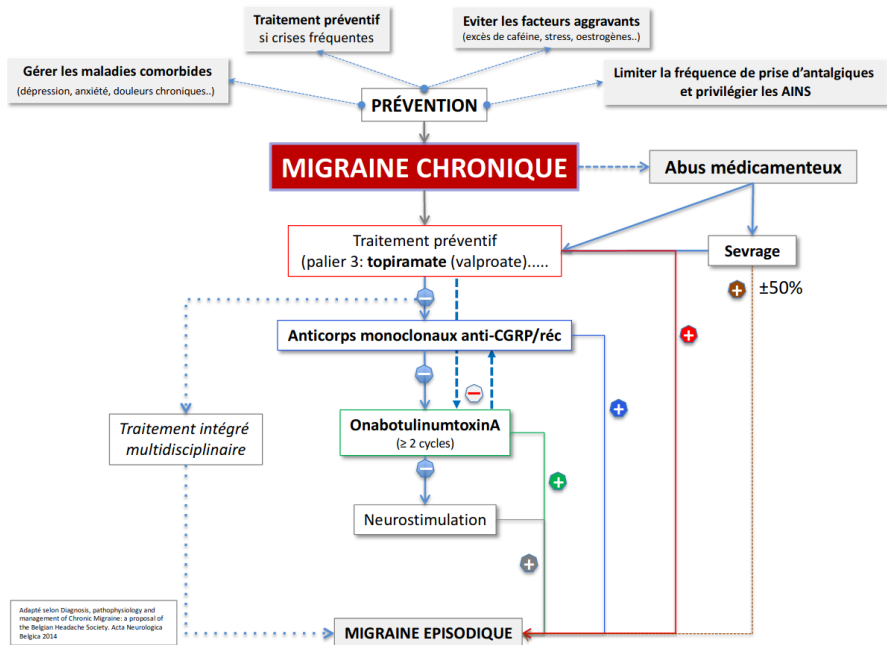 Traitement préventif
si crises fréquentes
Eviter les facteurs aggravants
(excès de caféine, stress, oestrogènes..)
Gérer les maladies comorbides
(dépression, anxiété, douleurs chroniques..)
Limiter la fréquence de prise d'antalgiques
et privilégier les AINS
PRÉVENTION
MIGRAINE CHRONIQUE
Abus médicamenteux
Traitement préventif
(palier 3: topiramate (valproate).....
Sevrage
±50%
Anticorps monoclonaux anti-CGRP/réc
OnabotulinumtoxinA
(≥ 2 cycles)
Traitement intégré
multidisciplinaire
Neurostimulation
Adapté selon Diagnosis, pathophysiology and
management of Chronic Migraine: a proposal of
the Belgian Headache Society. Acta Neurologica
Belgica 2014
MIGRAINE EPISODIQUE